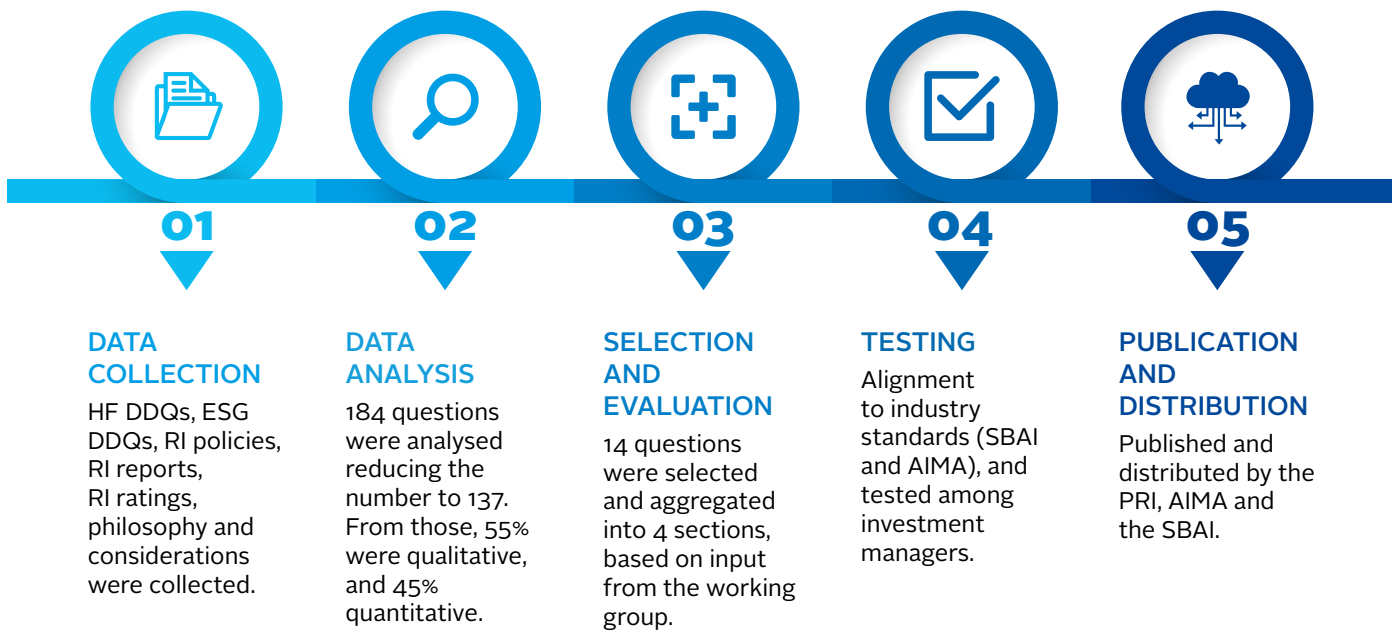 01
DATA
COLLECTION
HF DDQs, ESG
DDQs, RI policies,
RI reports,
RI ratings,
philosophy and
considerations
were collected.
02
DATA
ANALYSIS
184 questions
were analysed
reducing the
number to 137.
From those, 55%
were qualitative,
and 45%
quantitative.
03
SELECTION
AND
EVALUATION
14 questions
were selected
and aggregated
into 4 sections,
based on input
from the working
group.
04
TESTING
Alignment
to industry
standards (SBAI
and AIMA), and
tested among
investment
managers.
05
PUBLICATION
AND
DISTRIBUTION
Published and
distributed by the
PRI, AIMA and
the SBAI.